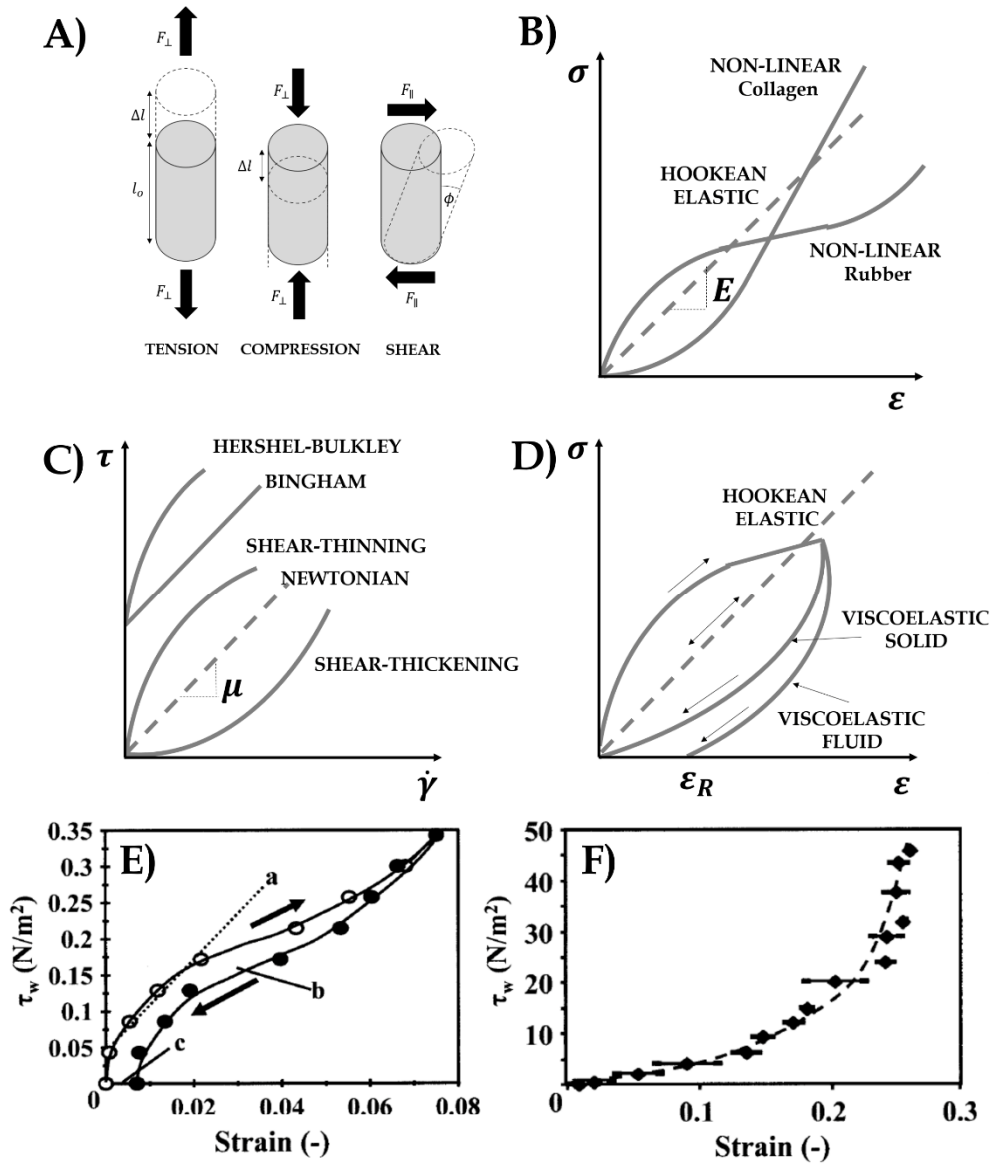 A)
F⊥
F⊥
F∥
Δl
Δl
l_o
ϕ
F⊥
F⊥
F∥
TENSION
COMPRESSION
SHEAR
B)
σ
NON-LINEAR
Collagen
HOOKEAN
ELASTIC
NON-LINEAR
Rubber
E
ε
C)
τ
HERSHEL-BULKLEY
BINGHAM
SHEAR-THINNING
NEWTONIAN
SHEAR-THICKENING
μ
γ̇
D)
σ
HOOKEAN
ELASTIC
VISCOELASTIC
SOLID
VISCOELASTIC
FLUID
ε_R
ε
E)
τ_w (N/m²)
0.35
0.3
0.25
0.2
0.15
0.1
0.05
0
0.02
0.04
0.06
0.08
a
b
c
Strain (-)
F)
τ_w (N/m²)
50
40
30
20
10
0
0.1
0.2
0.3
Strain (-)